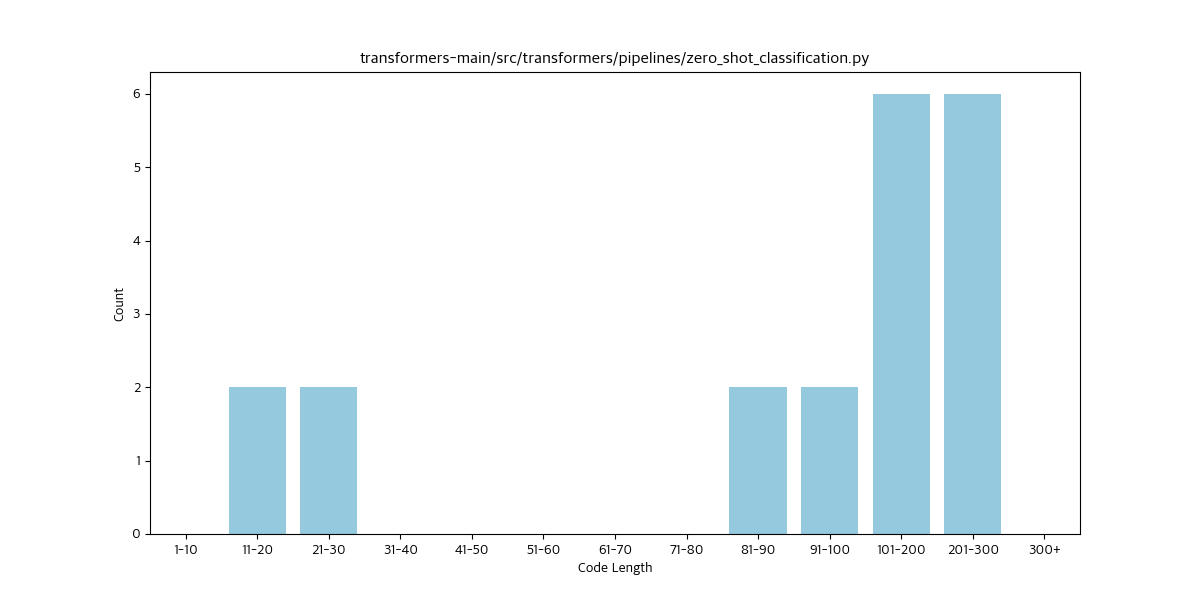 transformers-main/src/transformers/pipelines/zero_shot_classification.py
6
5
4
3
2
1
0
Count
1-10 11-20 21-30 31-40 41-50 51-60 61-70 71-80 81-90 91-100 101-200 201-300 300+
Code Length